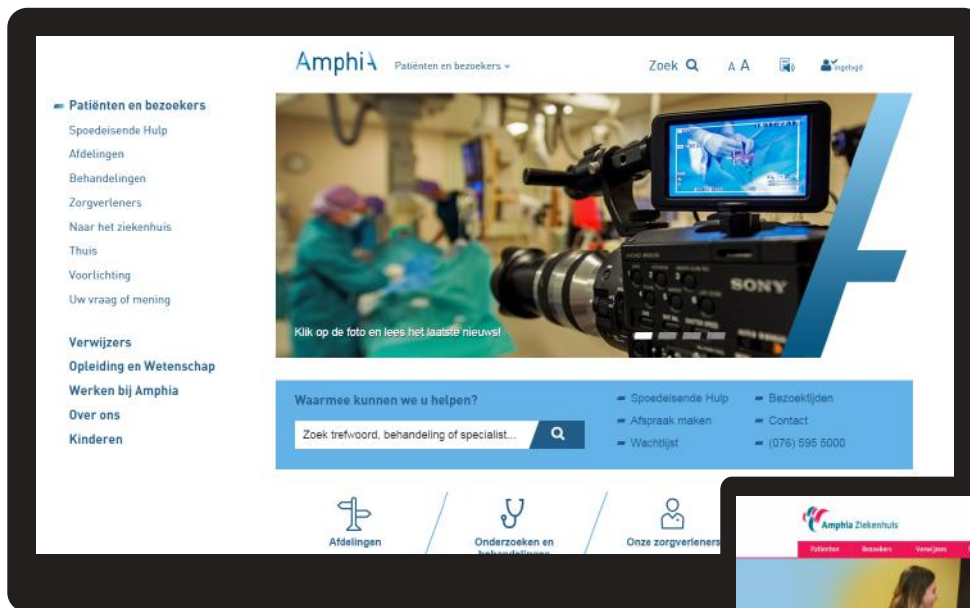 Amphia
Patiënten en bezoekers
Zoek
A A
ingelogd
Patiënten en bezoekers
Spoedeisende Hulp
Afdelingen
Behandelingen
Zorgverleners
Naar het ziekenhuis
Thuis
Voorlichting
Uw vraag of mening
Verwijzers
Opleiding en Wetenschap
Werken bij Amphia
Over ons
Kinderen
SONY
Klik op de foto en lees het laatste nieuws!
Waarmee kunnen we u helpen?
Zoek trefwoord, behandeling of specialist...
Spoedeisende Hulp
Afspraak maken
Wachtlijst
Bezoektijden
Contact
(076) 595 5000
Afdelingen
Onderzoeken en
behandelingen
Onze zorgverleners
Amphia Ziekenhuis
Patienten Bezoekers Verwijzers